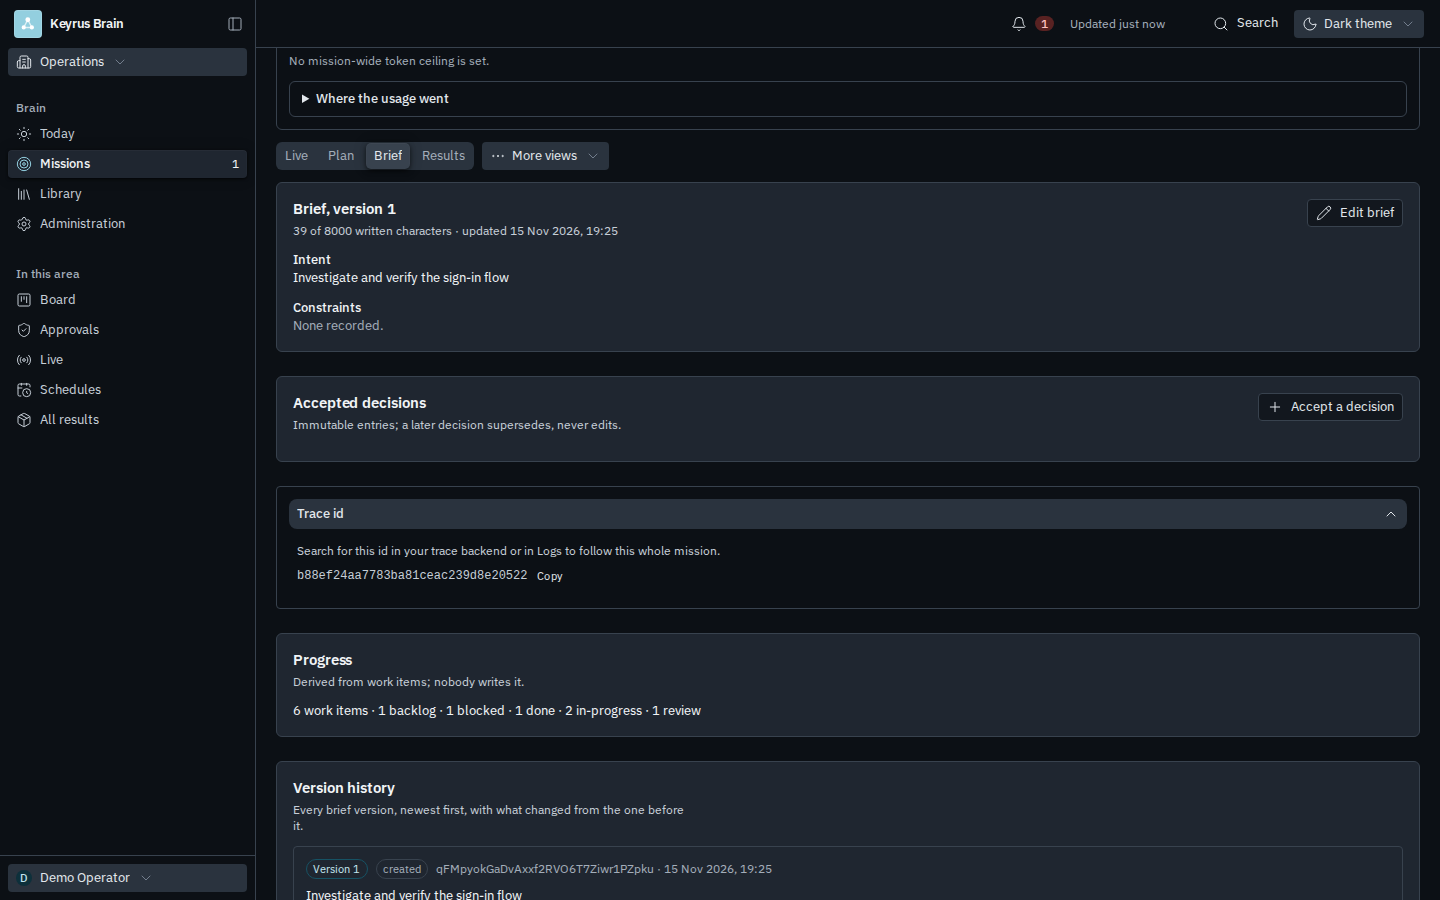 Keyrus Brain
Operations
Brain
Today
Missions 1
Library
Administration
In this area
Board
Approvals
Live
Schedules
All results
Demo Operator
D
1
Updated just now
Search
Dark theme
No mission-wide token ceiling is set.
Where the usage went
Live Plan Brief Results More views
Brief, version 1
Edit brief
39 of 8000 written characters · updated 15 Nov 2026, 19:25
Intent
Investigate and verify the sign-in flow
Constraints
None recorded.
Accepted decisions
Accept a decision
Immutable entries; a later decision supersedes, never edits.
Trace id
Search for this id in your trace backend or in Logs to follow this whole mission.
b88ef24aa7783ba81ceac239d8e20522 Copy
Progress
Derived from work items; nobody writes it.
6 work items · 1 backlog · 1 blocked · 1 done · 2 in-progress · 1 review
Version history
Every brief version, newest first, with what changed from the one before
it.
Version 1 created qFMpyokGaDvAxxf2RVO6T7Ziwr1PZpku · 15 Nov 2026, 19:25
Investigate and verify the sign-in flow